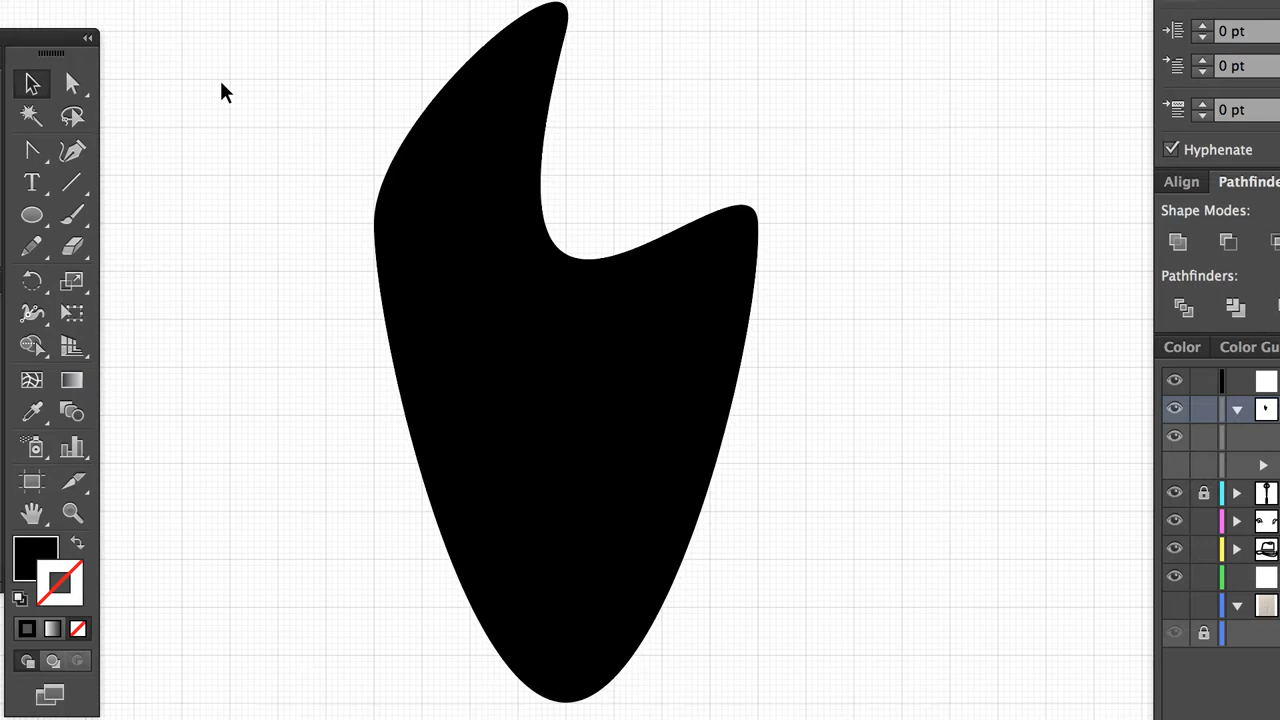 0 pt
0 pt
0 pt
Hyphenate
Align Pathfinde
Shape Modes:
Pathfinders:
Color Color Gu